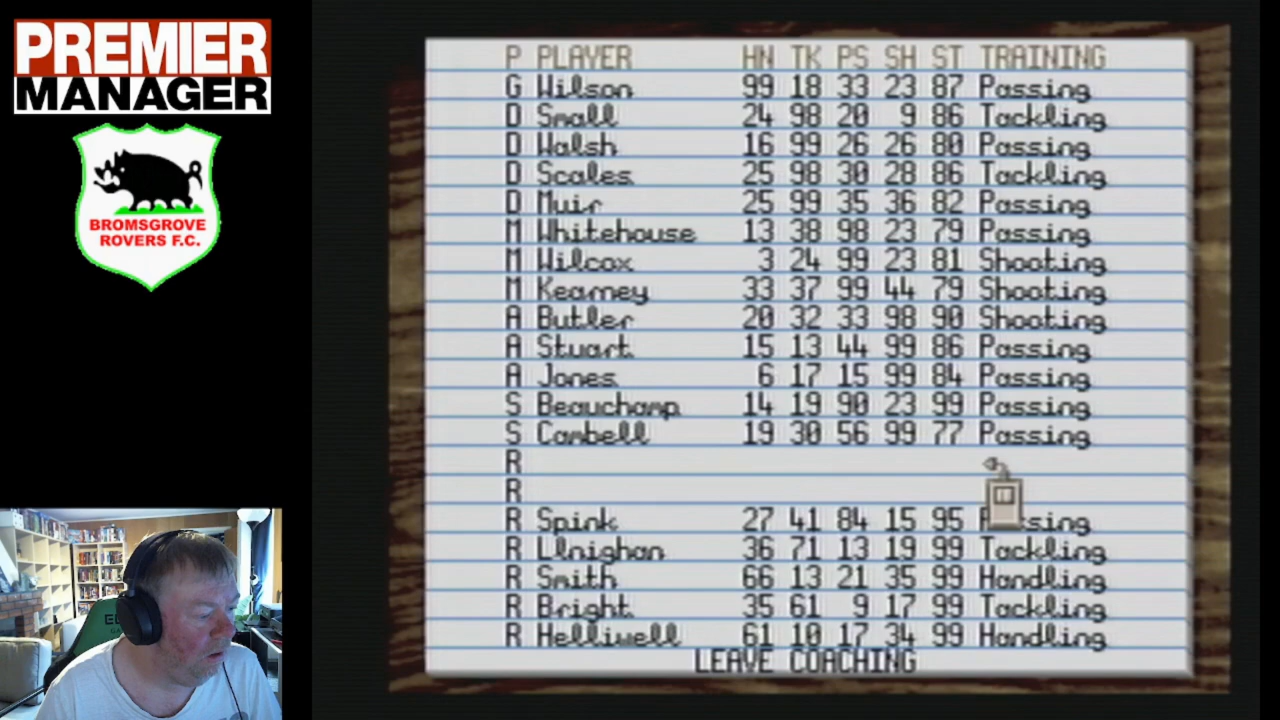 PREMIER
MANAGER
BROMSGROVE
ROVERS F.C.
P PLAYER HN TK PS SH ST TRAINING
G Wilson 99 18 33 23 87 Passing
D Small 24 98 20 9 86 Tackling
D Walsh 16 99 26 26 80 Passing
D Scales 25 98 30 28 86 Tackling
D Muir 25 99 35 36 82 Passing
M Whitehouse 13 38 98 23 79 Passing
M Wilcox 3 24 99 23 81 Shooting
M Kearney 33 37 99 44 79 Shooting
A Butler 20 32 33 98 90 Shooting
A Stuart 15 13 44 99 86 Passing
A Jones 6 17 15 99 84 Passing
S Beauchamp 14 19 90 23 99 Passing
S Cambell 19 30 56 99 77 Passing
R
R
R Spink 27 41 84 15 95
R Llnighan 36 71 13 19 99 Tackling
R Smith 66 13 21 35 99 Handling
R Bright 35 61 9 17 99 Tackling
R Helliwell 61 10 17 34 99 Handling
LEAVE COACHING